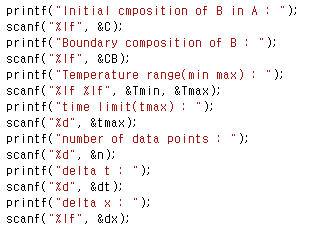 printf("Initial cmposition of B in A : ");
scanf("%lf", &C);
printf("Boundary composition of B : ");
scanf("%lf", &CB);
printf("Temperature range(min max) : ");
scanf("%lf %lf", &Tmin, &Tmax);
printf("time limit(tmax) : ");
scanf("%d", &tmax);
printf("number of data points : ");
scanf("%d", &n);
printf("delta t : ");
scanf("%d", &dt);
printf("delta x : ");
scanf("%lf", &dx);